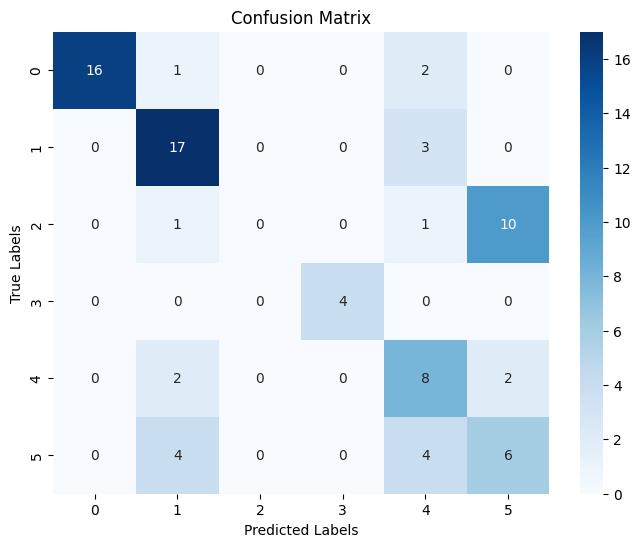 Confusion Matrix
True Labels
0 16 1 0 0 2 0
1 0 17 0 0 3 0
2 0 1 0 0 1 10
3 0 0 0 4 0 0
4 0 2 0 0 8 2
5 0 4 0 0 4 6
0 1 2 3 4 5
Predicted Labels
16
14
12
10
8
6
4
2
0